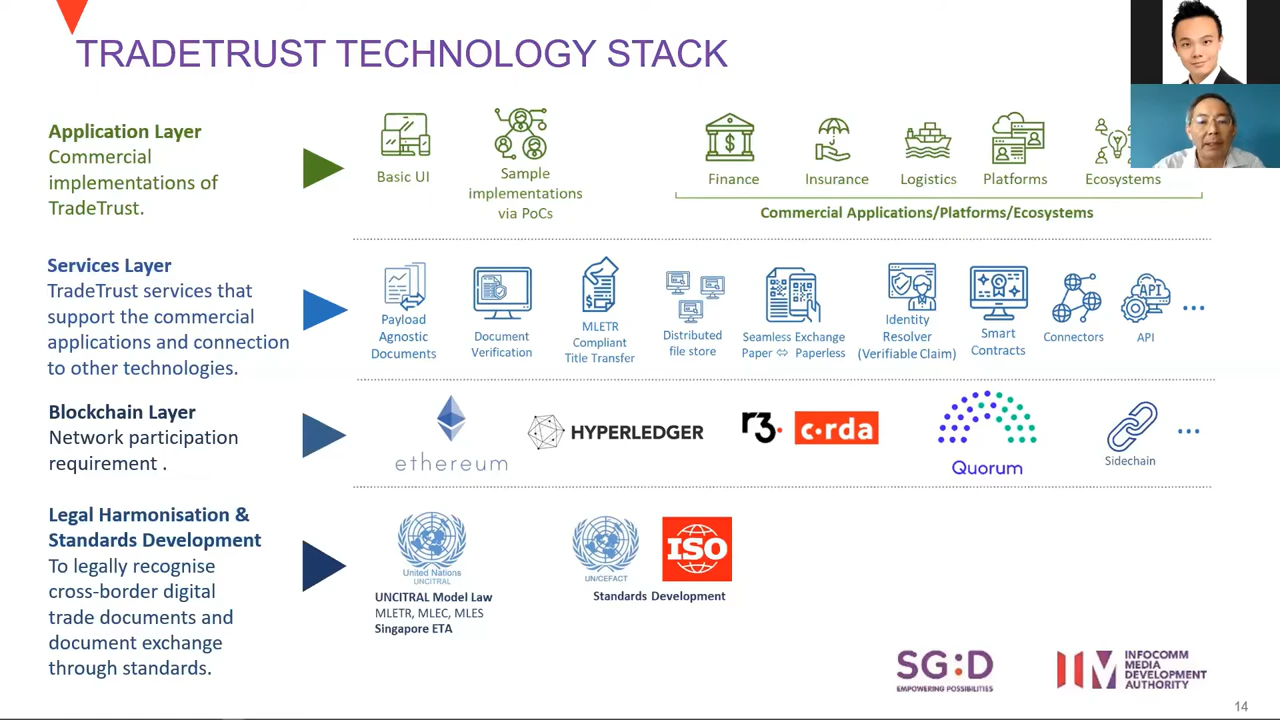 TRADETRUST TECHNOLOGY STACK
Application Layer
Commercial
implementations of
TradeTrust.
Basic UI
Sample
implementations
via PoCs
Finance
Insurance
Logistics
Platforms
Ecosystems
Commercial Applications/Platforms/Ecosystems
Services Layer
TradeTrust services that
support the commercial
applications and connection
to other technologies.
Payload
Agnostic
Documents
Document
Verification
MLETR
Compliant
Title Transfer
Distributed
file store
Seamless Exchange
Paper ⇔ Paperless
Identity
Resolver
(Verifiable Claim)
Smart
Contracts
Connectors
API
API
...
Blockchain Layer
Network participation
requirement .
ethereum
HYPERLEDGER
r3.
c·rda
Quorum
Sidechain
...
Legal Harmonisation &
Standards Development
To legally recognise
cross-border digital
trade documents and
document exchange
through standards.
United Nations
UNCITRAL
UNCITRAL Model Law
MLETR, MLEC, MLES
Singapore ETA
UN/CEFACT
ISO
Standards Development
SG:D
EMPOWERING POSSIBILITIES
INFOCOMM
MEDIA
DEVELOPMENT
AUTHORITY
14